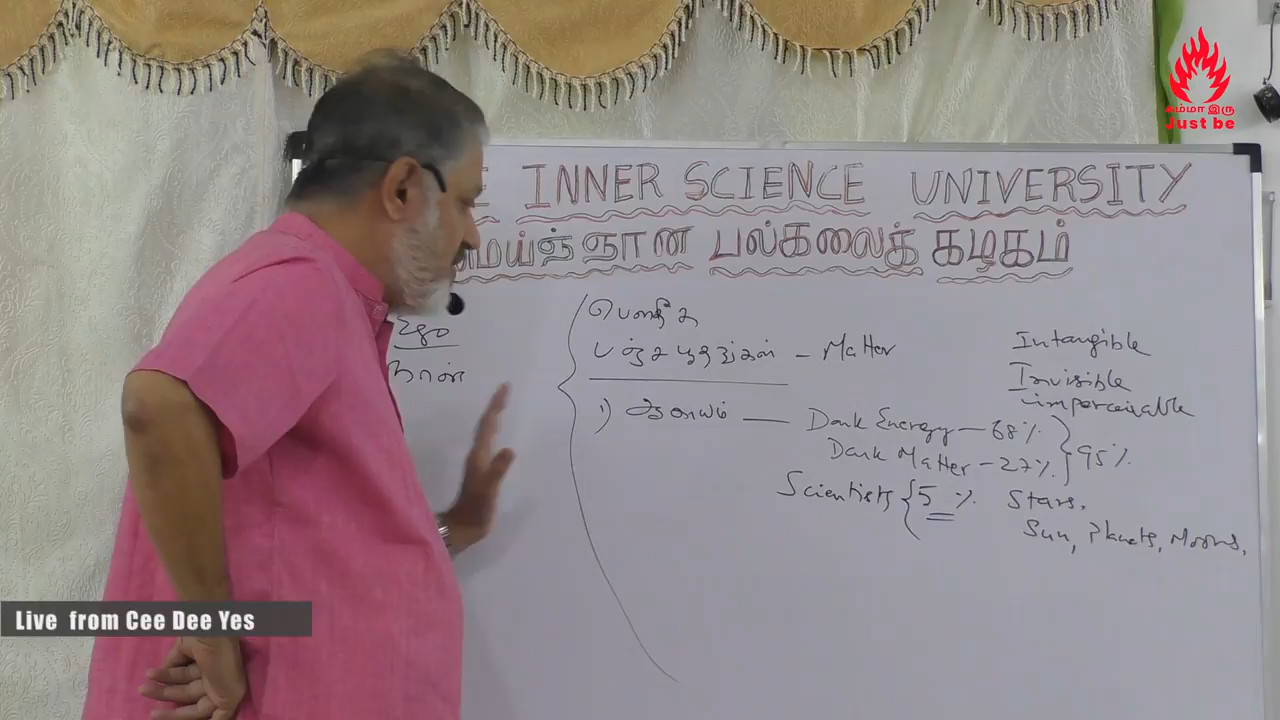 சும்மா இரு
Just be
E INNER SCIENCE UNIVERSITY
மெய்ஞ்ஞான பல்கலைக் கழகம்
பௌதீக
பஞ்சபூதங்கள் - Matter
நான்
1) ஆகாயம் — Dark Energy - 68%
Dark Matter - 27%
} 95%
Scientists { 5% Stars,
Sun, Planets, Moons,
Intangible
Invisible
imperceivable
Live from Cee Dee Yes